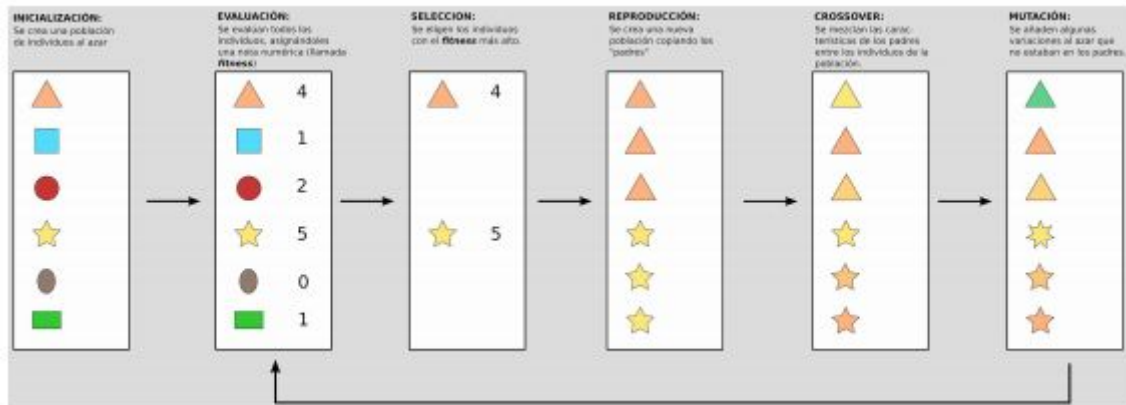 INICIALIZACIÓN:
Se crea una población
de individuos al azar
EVALUACIÓN:
Se evalúan todos los
individuos, asignándoles
una nota numérica (llamada
fitness)
SELECCION:
Se eligen los individuos
con el fitness más alto.
REPRODUCCIÓN:
Se crea una nueva
población copiando los
"padres"
CROSSOVER:
Se mezclan las carac-
terísticas de los padres
entre los individuos de la
población.
MUTACIÓN:
Se añaden algunas
variaciones al azar que
no estaban en los padres
4
1
2
5
0
1
4
5